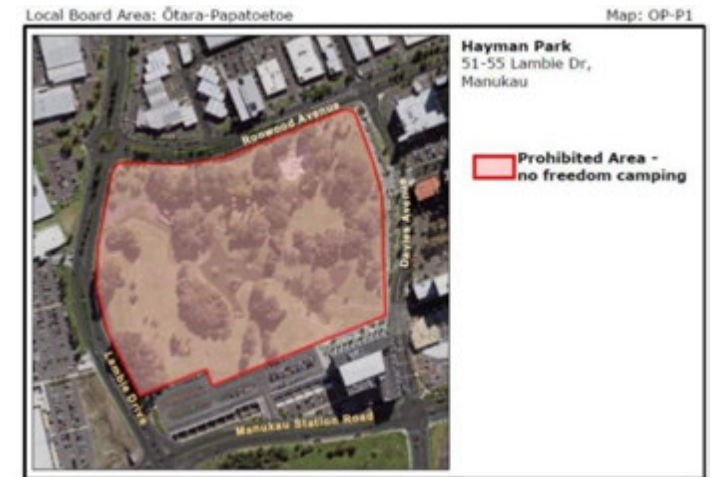 Local Board Area: Ōtara-Papatoetoe
Map: OP-P1
Hayman Park
51-55 Lambie Dr,
Manukau
Prohibited Area -
no freedom camping
Ronwood Avenue
Davies Avenue
Lambie Drive
Manukau Station Road